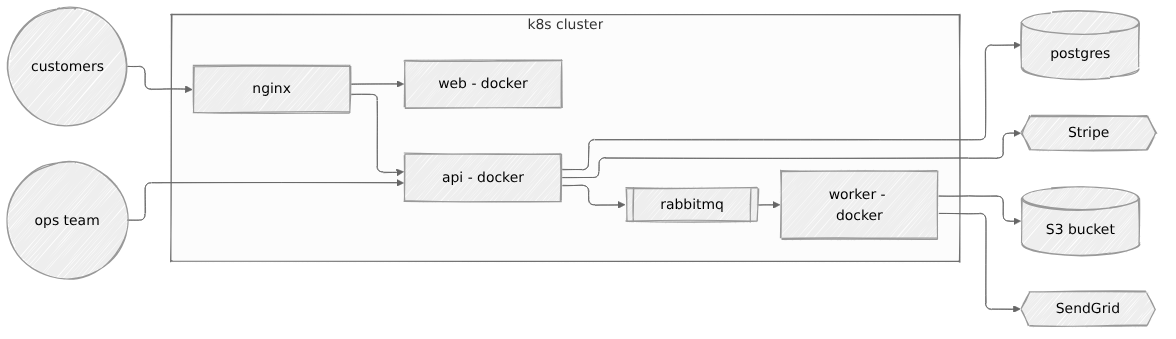 k8s cluster
customers
nginx
web - docker
postgres
Stripe
api - docker
rabbitmq
worker -
docker
ops team
S3 bucket
SendGrid